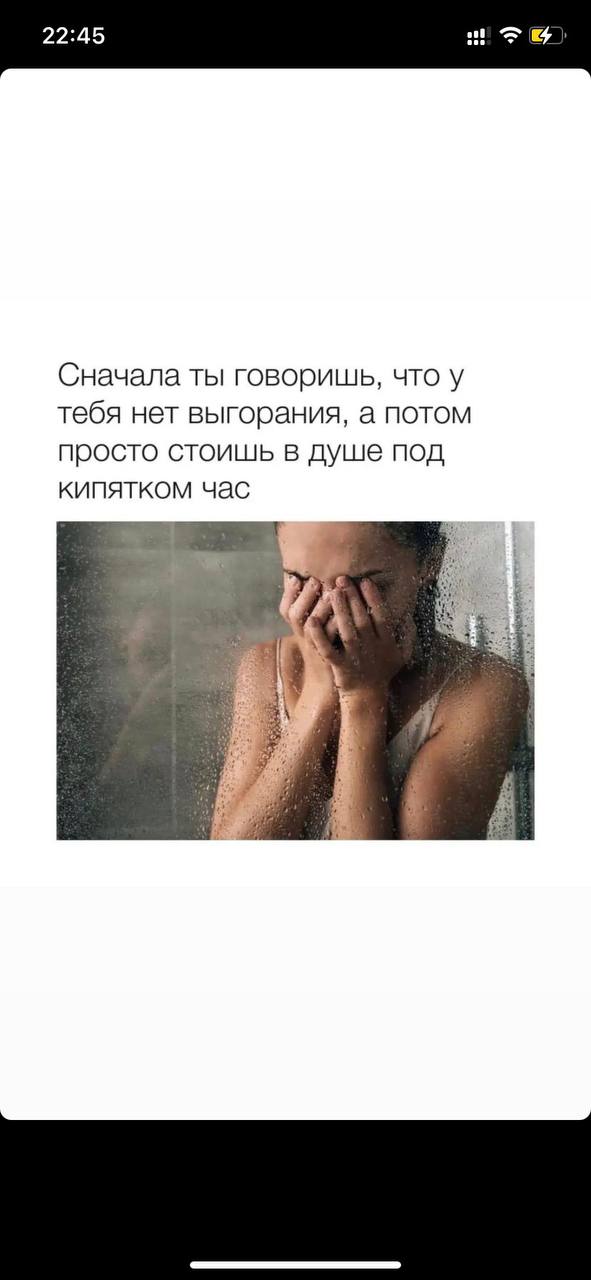 22:45
Сначала ты говоришь, что у
тебя нет выгорания, а потом
просто стоишь в душе под
кипятком час